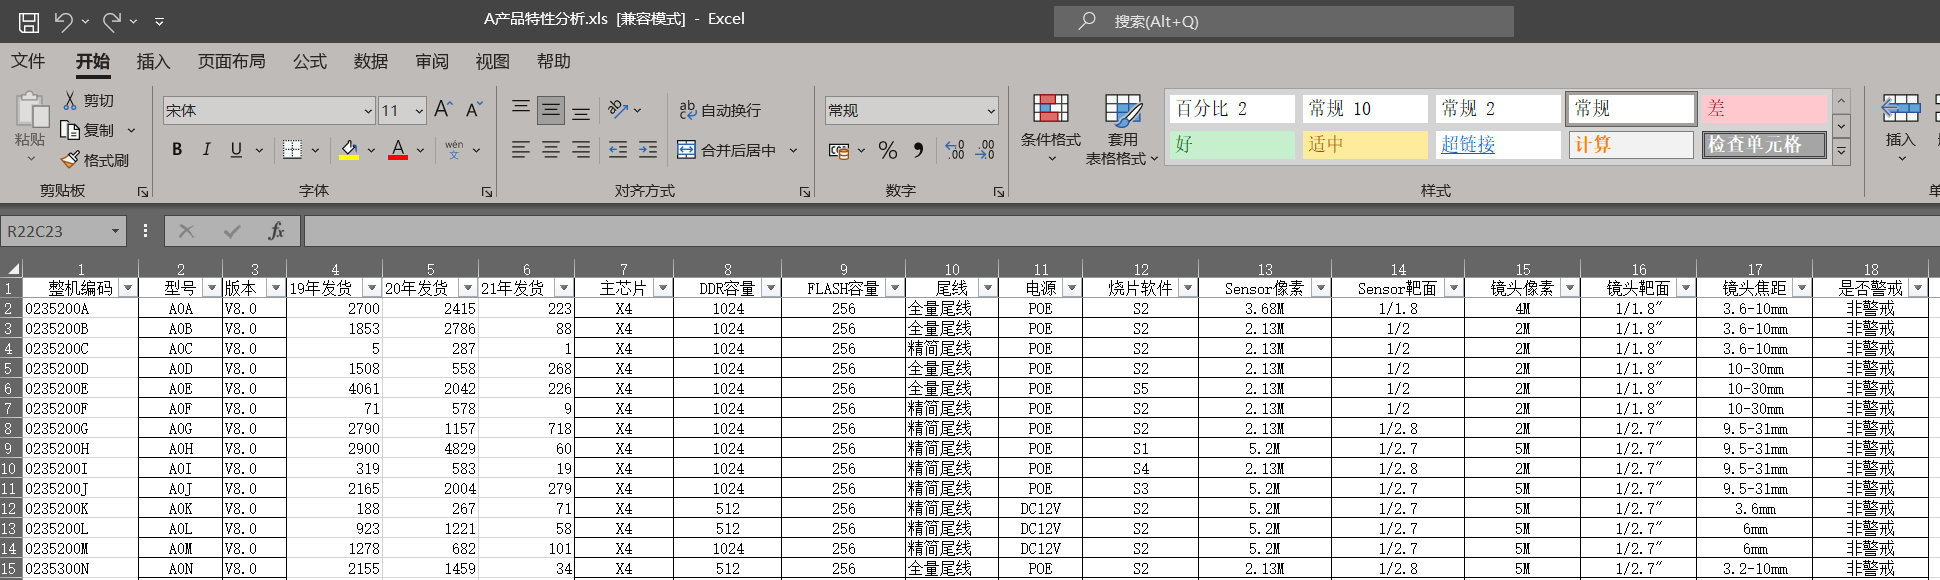 A产品特性分析.xls [兼容模式] - Excel
搜索(Alt+Q)
文件 开始 插入 页面布局 公式 数据 审阅 视图 帮助
粘贴 剪切 复制 格式刷 剪贴板
宋体 11 A A B I U A wén 文 字体
ab 自动换行 合并后居中 对齐方式
常规 % 数字
条件格式 套用 表格格式
百分比 2 常规 10 常规 2 常规 差
好 适中 超链接 计算 检查单元格
样式
插入
R22C23 fx
1 2 3 4 5 6 7 8 9 10 11 12 13 14 15 16 17 18
1 整机编码 型号 版本 19年发货 20年发货 21年发货 主芯片 DDR容量 FLASH容量 尾线 电源 烧片软件 Sensor像素 Sensor靶面 镜头像素 镜头靶面 镜头焦距 是否警戒
2 0235200A A0A V8.0 2700 2415 223 X4 1024 256 全量尾线 POE S2 3.68M 1/1.8 4M 1/1.8" 3.6-10mm 非警戒
3 0235200B A0B V8.0 1853 2786 88 X4 1024 256 全量尾线 POE S2 2.13M 1/2 2M 1/1.8" 3.6-10mm 非警戒
4 0235200C A0C V8.0 5 287 1 X4 1024 256 精简尾线 POE S2 2.13M 1/2 2M 1/1.8" 3.6-10mm 非警戒
5 0235200D A0D V8.0 1508 558 268 X4 1024 256 全量尾线 POE S2 2.13M 1/2 2M 1/1.8" 10-30mm 非警戒
6 0235200E A0E V8.0 4061 2042 226 X4 1024 256 全量尾线 POE S5 2.13M 1/2 2M 1/1.8" 10-30mm 非警戒
7 0235200F A0F V8.0 71 578 9 X4 1024 256 精简尾线 POE S2 2.13M 1/2 2M 1/1.8" 10-30mm 非警戒
8 0235200G A0G V8.0 2790 1157 718 X4 1024 256 精简尾线 POE S2 2.13M 1/2.8 2M 1/2.7" 9.5-31mm 非警戒
9 0235200H A0H V8.0 2900 4829 60 X4 1024 256 精简尾线 POE S1 5.2M 1/2.7 5M 1/2.7" 9.5-31mm 非警戒
10 0235200I A0I V8.0 319 583 19 X4 1024 256 精简尾线 POE S4 2.13M 1/2.8 2M 1/2.7" 9.5-31mm 非警戒
11 0235200J A0J V8.0 2165 2004 279 X4 1024 256 精简尾线 POE S3 5.2M 1/2.7 5M 1/2.7" 9.5-31mm 非警戒
12 0235200K A0K V8.0 188 267 71 X4 512 256 精简尾线 DC12V S2 5.2M 1/2.7 5M 1/2.7" 3.6mm 非警戒
13 0235200L A0L V8.0 923 1221 58 X4 512 256 精简尾线 DC12V S2 5.2M 1/2.7 5M 1/2.7" 6mm 非警戒
14 0235200M A0M V8.0 1278 682 101 X4 1024 256 精简尾线 DC12V S2 5.2M 1/2.7 5M 1/2.7" 6mm 非警戒
15 0235300N A0N V8.0 2155 1459 34 X4 512 256 全量尾线 POE S2 2.13M 1/2.8 5M 1/2.7" 3.2-10mm 非警戒